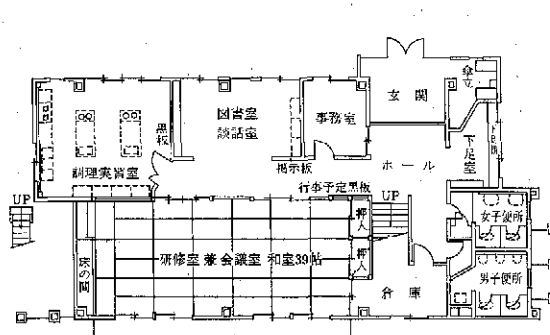 玄関
傘立
図書室
談話室
事務室
黒板
下足室
下足箱
ホール
調理実習室
掲示板
行事予定黒板
UP
UP
押入
女子便所
床の間
研修室兼会議室 和室39帖
押入
男子便所
倉庫